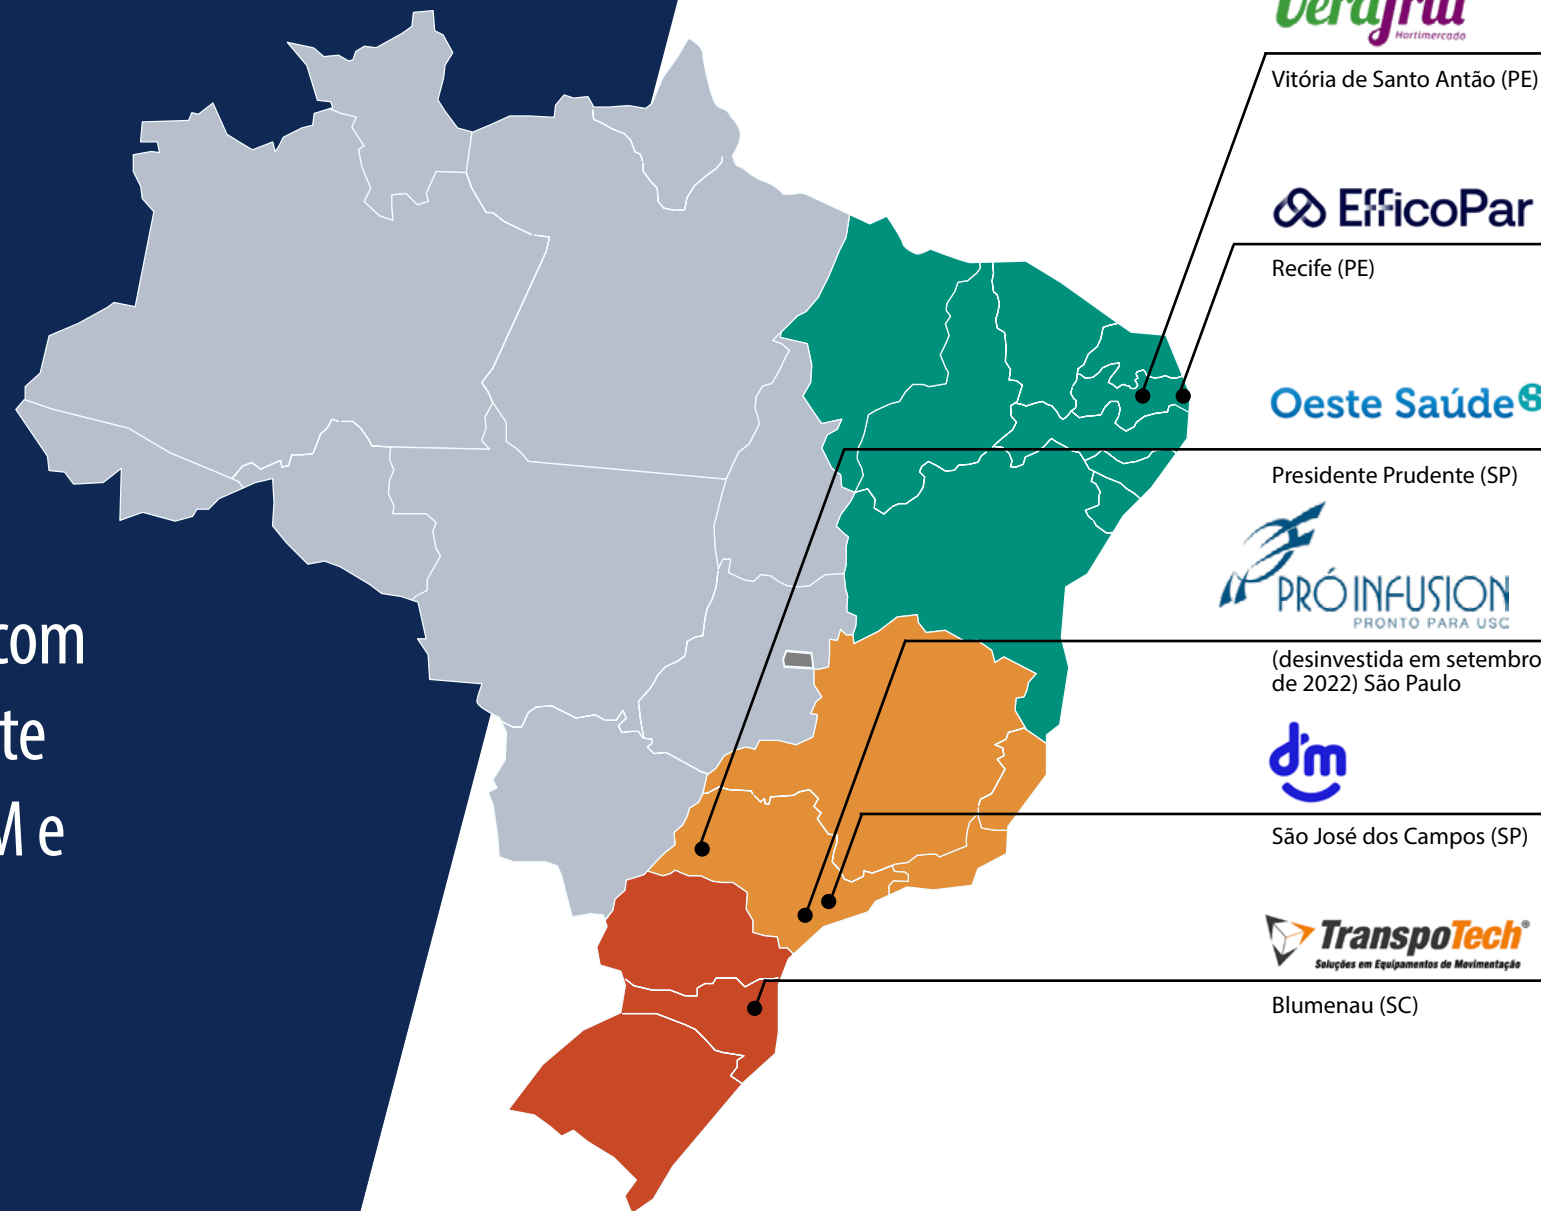 Verafrut
Hortimercado
Vitória de Santo Antão (PE)
EfficoPar
Recife (PE)
Oeste Saúde
Presidente Prudente (SP)
PRÓ INFUSION
PRONTO PARA USO
(desinvestida em setembro
de 2022) São Paulo
d'm
São José dos Campos (SP)
TranspoTech®
Soluções em Equipamentos de Movimentação
Blumenau (SC)
com
te
M e